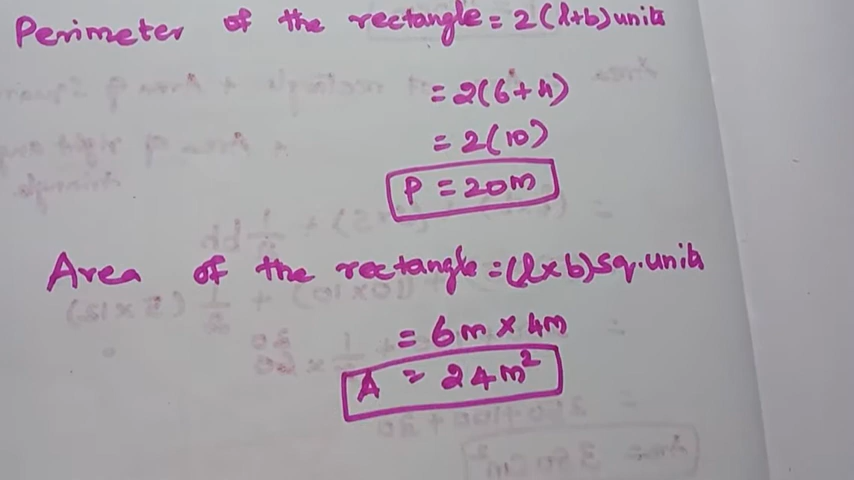 Perimeter of the rectangle = 2(l+b) units
= 2(6+4)
= 2(10)
P = 20m
Area of the rectangle = (l×b) sq.units
= 6m × 4m
A = 24m²